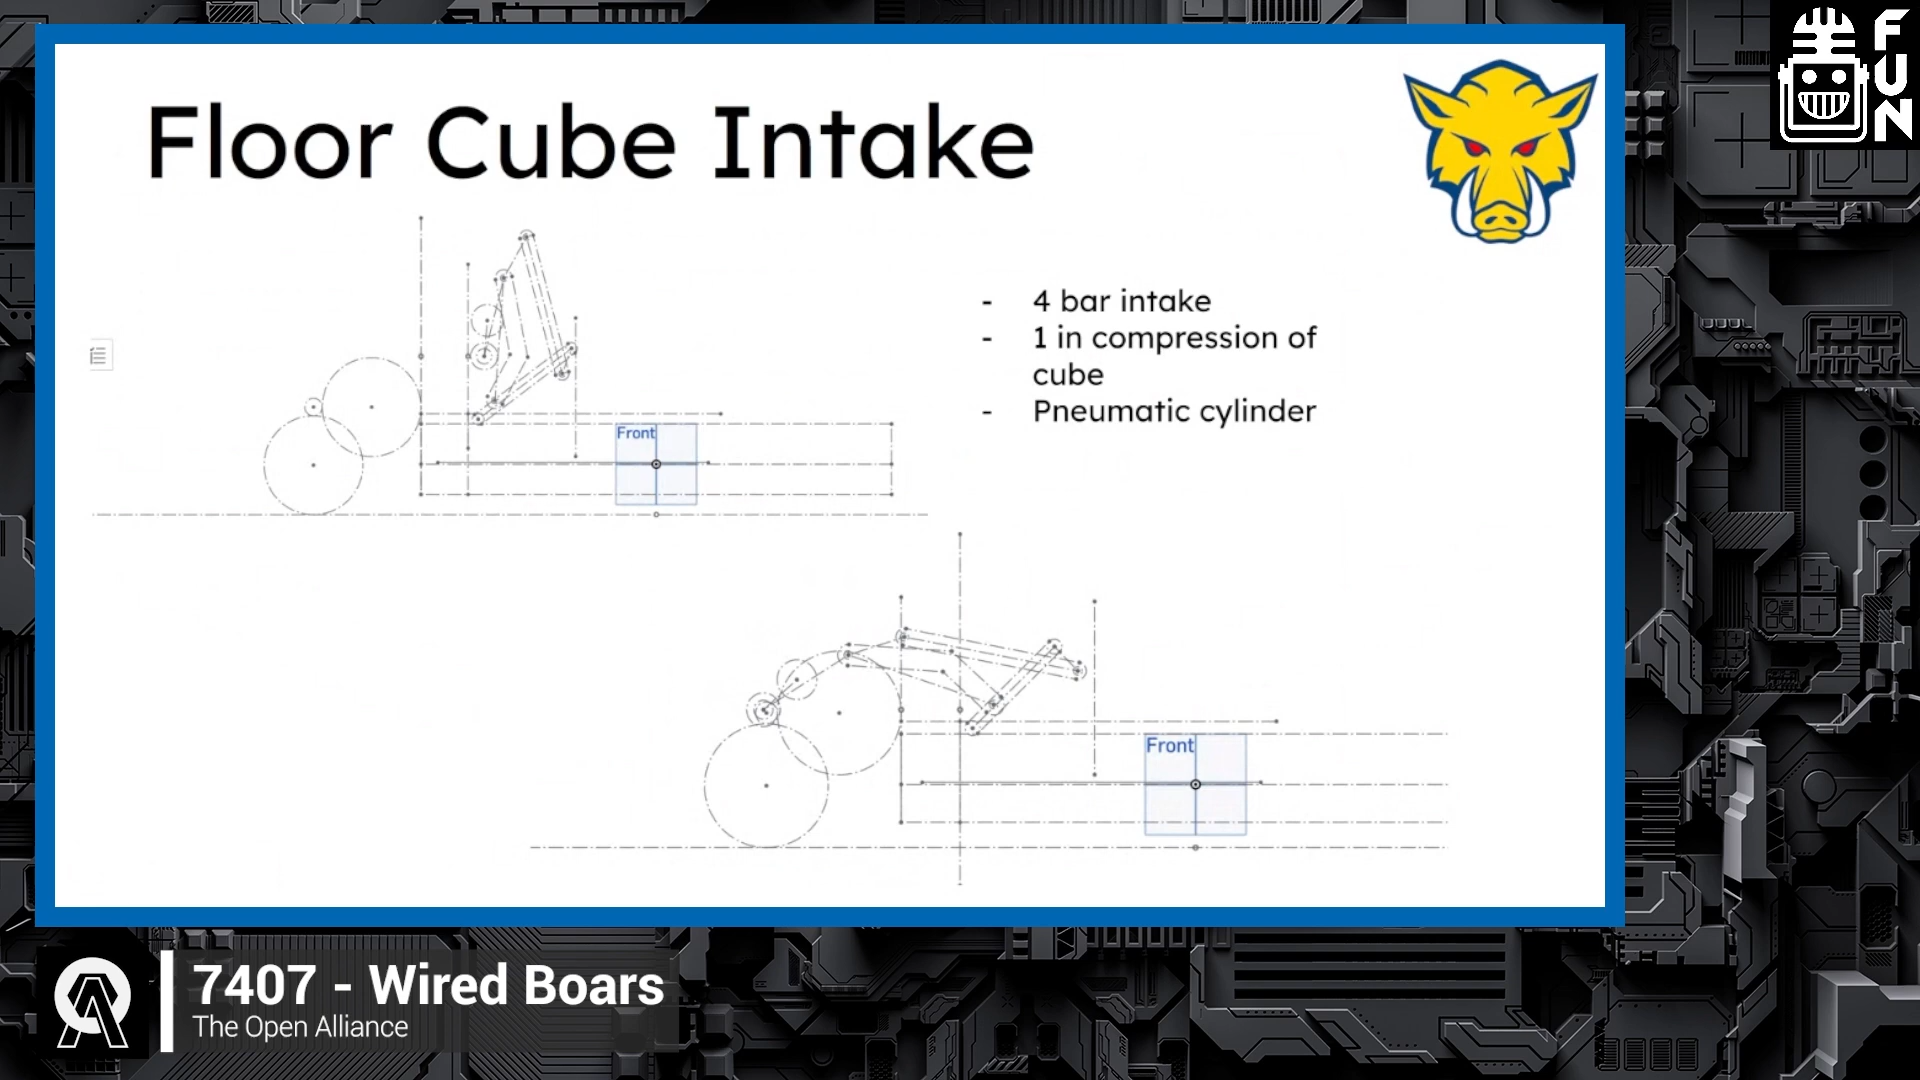 FUN
Floor Cube Intake
- 4 bar intake
- 1 in compression of
cube
- Pneumatic cylinder
Front
Front
7407 - Wired Boars
The Open Alliance